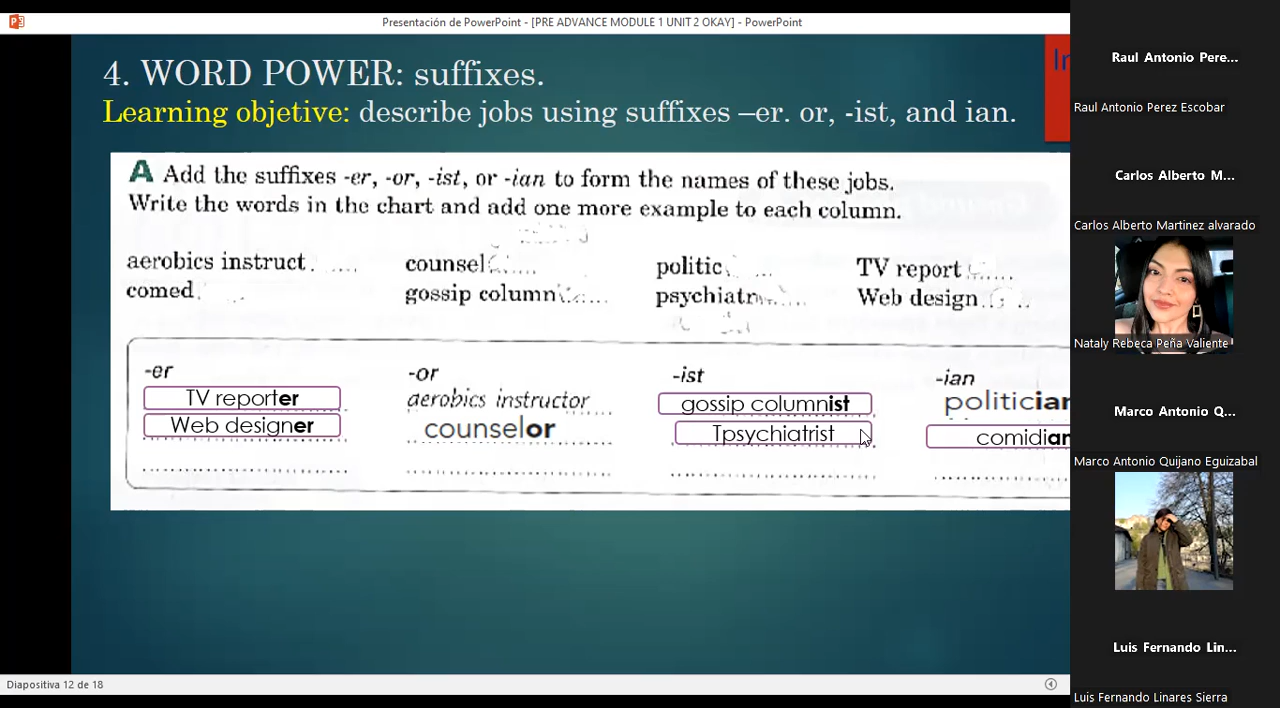 Presentación de PowerPoint - [PRE ADVANCE MODULE 1 UNIT 2 OKAY] - PowerPoint
4. WORD POWER: suffixes.
Learning objetive: describe jobs using suffixes –er. or, -ist, and ian.
A Add the suffixes -er, -or, -ist, or -ian to form the names of these jobs.
Write the words in the chart and add one more example to each column.
aerobics instruct counsel politic TV report
comed gossip column psychiatr Web design
-er -or -ist -ian
TV reporter aerobics instructor gossip columnist politician
Web designer counselor Tpsychiatrist comidian
Diapositiva 12 de 18
Raul Antonio Pere...
Raul Antonio Perez Escobar
Carlos Alberto M...
Carlos Alberto Martinez alvarado
Nataly Rebeca Peña Valiente
Marco Antonio Q...
Marco Antonio Quijano Eguizabal
Luis Fernando Lin...
Luis Fernando Linares Sierra